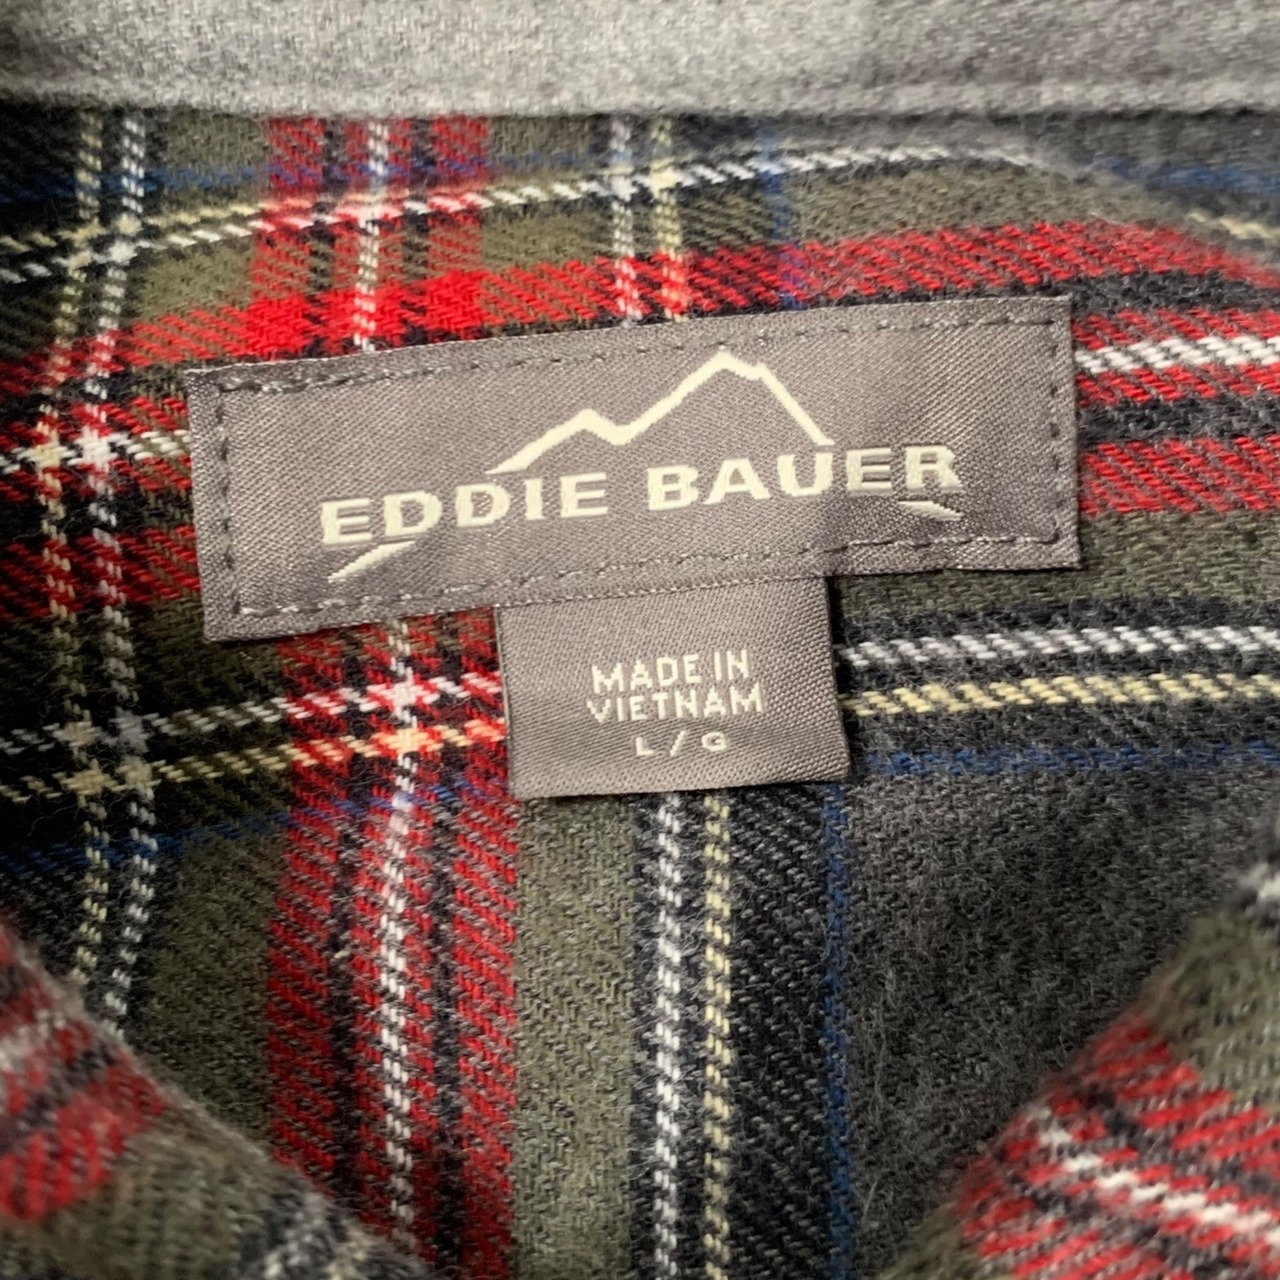 EDDIE BAUER
MADE IN
VIETNAM
L / G